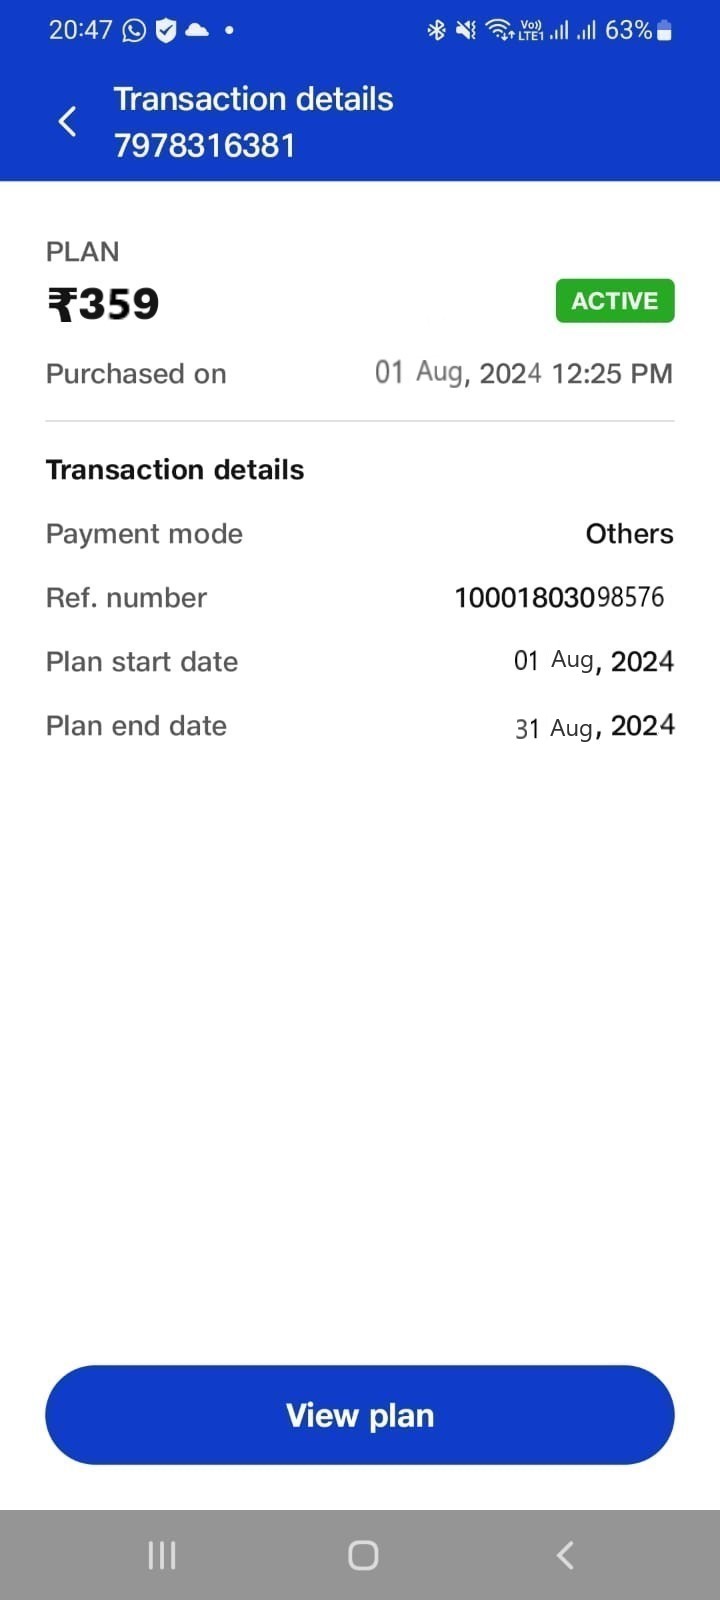 20:47 Vo)) LTE1 63%
Transaction details
7978316381
PLAN
₹359 ACTIVE
Purchased on 01 Aug, 2024 12:25 PM
Transaction details
Payment mode Others
Ref. number 10001803098576
Plan start date 01 Aug, 2024
Plan end date 31 Aug, 2024
View plan